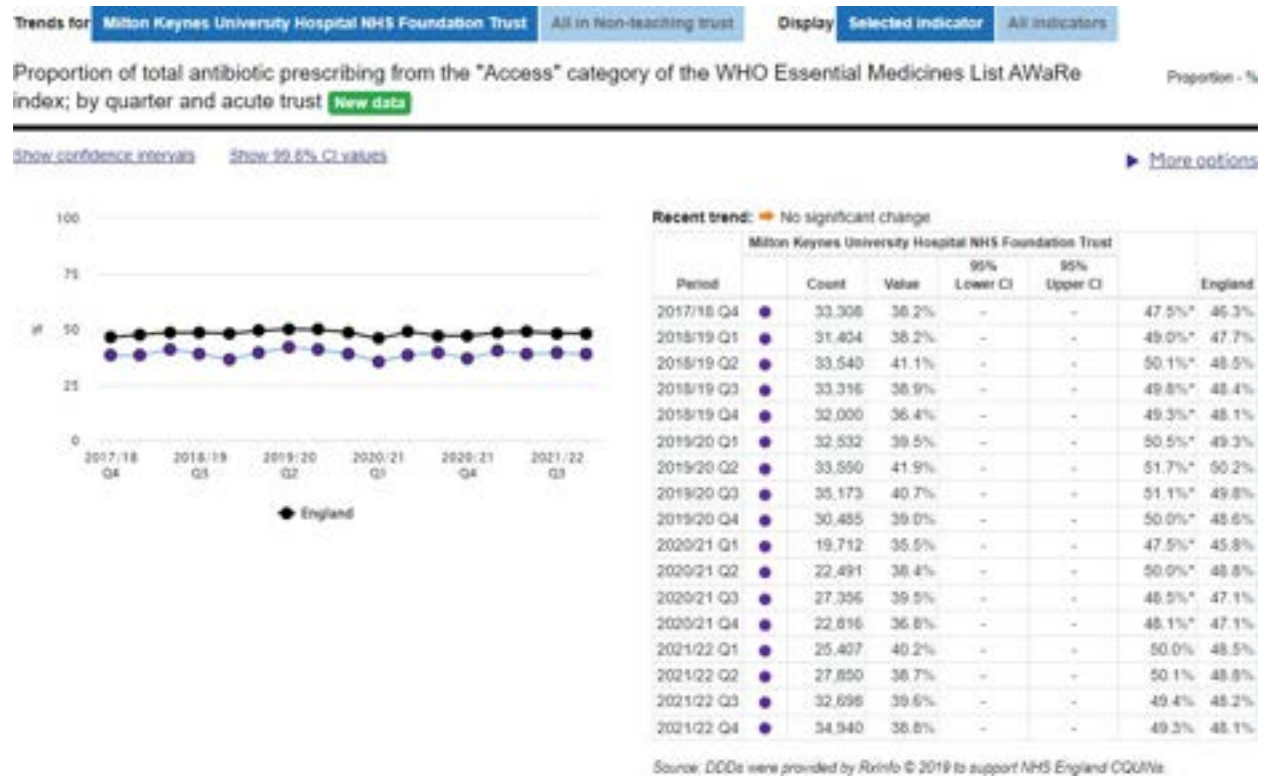 Trends for Milton Keynes University Hospital NHS Foundation Trust All in Non-teaching trust Display Selected indicator All indicators
Proportion of total antibiotic prescribing from the "Access" category of the WHO Essential Medicines List AWaRe Proportion - %
index; by quarter and acute trust New data
Show confidence intervals Show 99.8% CI values More options
Recent trend: No significant change
Milton Keynes University Hospital NHS Foundation Trust
Period Count Value 95% Lower CI 95% Upper CI England
2017/18 Q4 33,308 38.2% - - 47.5%* 46.3%
2018/19 Q1 31,404 38.2% - - 49.0%* 47.7%
2018/19 Q2 33,540 41.1% - - 50.1%* 48.5%
2018/19 Q3 33,316 38.9% - - 49.8%* 48.4%
2018/19 Q4 32,000 36.4% - - 49.3%* 48.1%
2019/20 Q1 32,532 39.5% - - 50.5%* 49.3%
2019/20 Q2 33,550 41.9% - - 51.7%* 50.2%
2019/20 Q3 35,173 40.7% - - 51.1%* 49.8%
2019/20 Q4 30,485 39.0% - - 50.0%* 48.6%
2020/21 Q1 19,712 35.5% - - 47.5%* 45.8%
2020/21 Q2 22,491 38.4% - - 50.0%* 48.8%
2020/21 Q3 27,356 39.5% - - 48.5%* 47.1%
2020/21 Q4 22,816 36.8% - - 48.1%* 47.1%
2021/22 Q1 25,407 40.2% - - 50.0% 48.5%
2021/22 Q2 27,850 38.7% - - 50.1% 48.8%
2021/22 Q3 32,698 39.6% - - 49.4% 48.2%
2021/22 Q4 34,940 38.8% - - 49.3% 48.1%
Source: DDDs were provided by Rxinfo © 2019 to support NHS England CQUINs
100
75
%
50
25
0
2017/18 Q4
2018/19 Q3
2019/20 Q2
2020/21 Q1
2020/21 Q4
2021/22 Q3
England